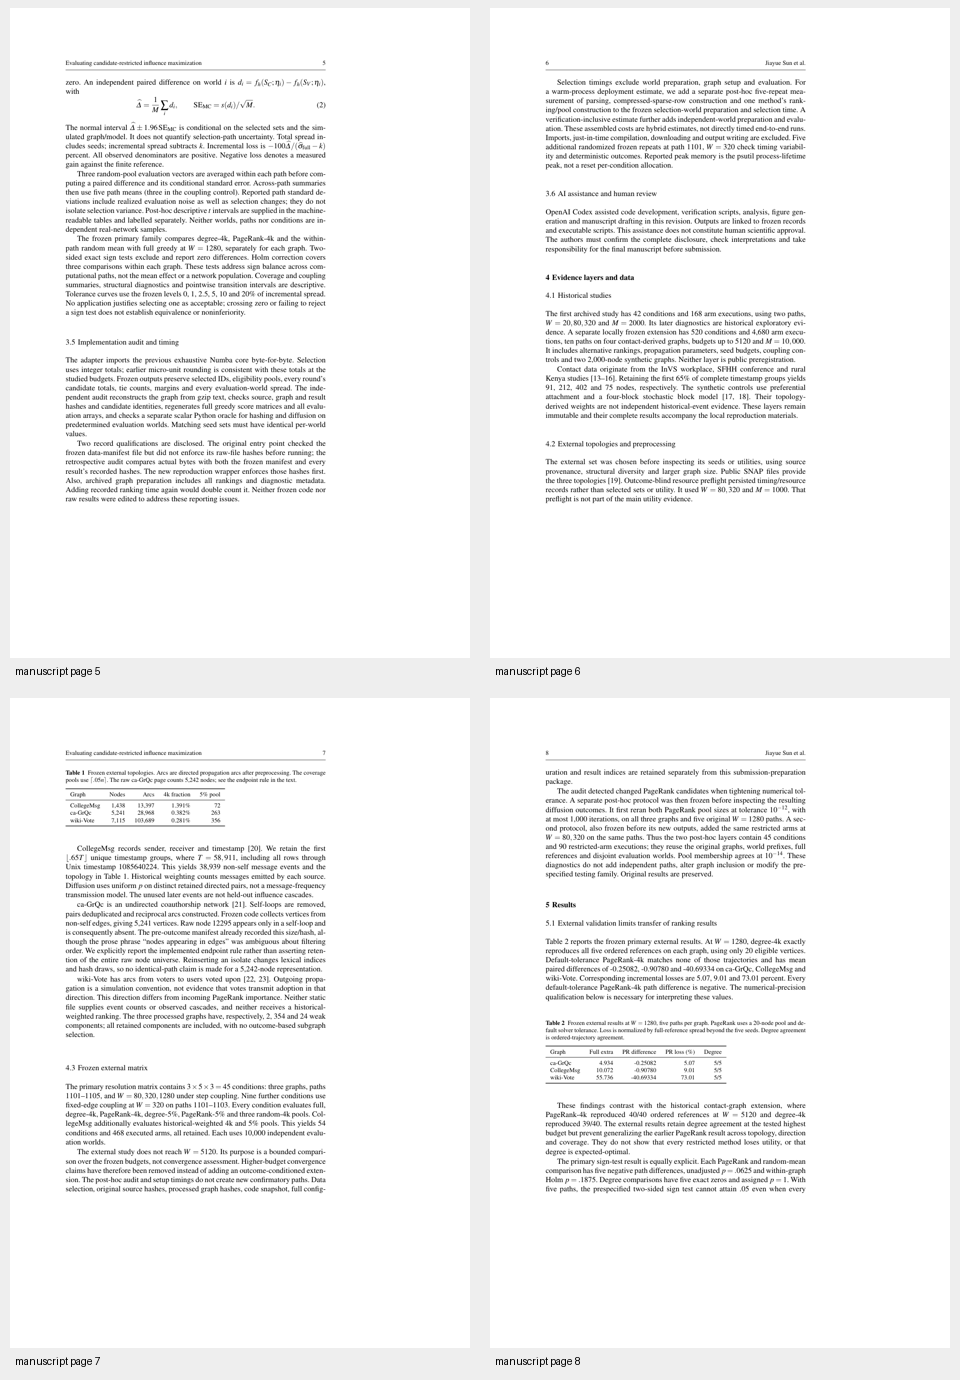 Evaluating candidate-restricted influence maximization 5
zero. An independent paired difference on world i is dᵢ = fₕ(S_C; ηᵢ) − fₕ(S_V; ηᵢ),
with
Δ̂ = 1/M ∑ᵢ dᵢ, SE_MC = s(dᵢ)/√M. (2)
The normal interval Δ̂ ± 1.96 SE_MC is conditional on the selected sets and the sim-
ulated graph/model. It does not quantify selection-path uncertainty. Total spread in-
cludes seeds; incremental spread subtracts k. Incremental loss is −100Δ̂/(σ̂_full − k)
percent. All observed denominators are positive. Negative loss denotes a measured
gain against the finite reference.
Three random-pool evaluation vectors are averaged within each path before com-
puting a paired difference and its conditional standard error. Across-path summaries
then use five path means (three in the coupling control). Reported path standard de-
viations include realized evaluation noise as well as selection changes; they do not
isolate selection variance. Post-hoc descriptive t intervals are supplied in the machine-
readable tables and labelled separately. Neither worlds, paths nor conditions are in-
dependent real-network samples.
The frozen primary family compares degree-4k, PageRank-4k and the within-
path random mean with full greedy at W = 1280, separately for each graph. Two-
sided exact sign tests exclude and report zero differences. Holm correction covers
three comparisons within each graph. These tests address sign balance across com-
putational paths, not the mean effect or a network population. Coverage and coupling
summaries, structural diagnostics and pointwise transition intervals are descriptive.
Tolerance curves use the frozen levels 0, 1, 2.5, 5, 10 and 20% of incremental spread.
No application justifies selecting one as acceptable; crossing zero or failing to reject
a sign test does not establish equivalence or noninferiority.
3.5 Implementation audit and timing
The adapter imports the previous exhaustive Numba core byte-for-byte. Selection
uses integer totals; earlier micro-unit rounding is consistent with these totals at the
studied budgets. Frozen outputs preserve selected IDs, eligibility pools, every round's
candidate totals, tie counts, margins and every evaluation-world spread. The inde-
pendent audit reconstructs the graph from gzip text, checks source, graph and result
hashes and candidate identities, regenerates full greedy score matrices and all evalu-
ation arrays, and checks a separate scalar Python oracle for hashing and diffusion on
predetermined evaluation worlds. Matching seed sets must have identical per-world
values.
Two record qualifications are disclosed. The original entry point checked the
frozen data-manifest file but did not enforce its raw-file hashes before running; the
retrospective audit compares actual bytes with both the frozen manifest and every
result's recorded hashes. The new reproduction wrapper enforces those hashes first.
Also, archived graph preparation includes all rankings and diagnostic metadata.
Adding recorded ranking time again would double count it. Neither frozen code nor
raw results were edited to address these reporting issues.
manuscript page 5
6 Jiayue Sun et al.
Selection timings exclude world preparation, graph setup and evaluation. For
a warm-process deployment estimate, we add a separate post-hoc five-repeat mea-
surement of parsing, compressed-sparse-row construction and one method's rank-
ing/pool construction to the frozen selection-world preparation and selection time. A
verification-inclusive estimate further adds independent-world preparation and evalu-
ation. These assembled costs are hybrid estimates, not directly timed end-to-end runs.
Imports, just-in-time compilation, downloading and output writing are excluded. Five
additional randomized frozen repeats at path 1101, W = 320 check timing variabil-
ity and deterministic outcomes. Reported peak memory is the psutil process-lifetime
peak, not a reset per-condition allocation.
3.6 AI assistance and human review
OpenAI Codex assisted code development, verification scripts, analysis, figure gen-
eration and manuscript drafting in this revision. Outputs are linked to frozen records
and executable scripts. This assistance does not constitute human scientific approval.
The authors must confirm the complete disclosure, check interpretations and take
responsibility for the final manuscript before submission.
4 Evidence layers and data
4.1 Historical studies
The first archived study has 42 conditions and 168 arm executions, using two paths,
W = 20, 80, 320 and M = 2000. Its later diagnostics are historical exploratory evi-
dence. A separate locally frozen extension has 520 conditions and 4,680 arm execu-
tions, ten paths on four contact-derived graphs, budgets up to 5120 and M = 10,000.
It includes alternative rankings, propagation parameters, seed budgets, coupling con-
trols and two 2,000-node synthetic graphs. Neither layer is public preregistration.
Contact data originate from the InVS workplace, SFHH conference and rural
Kenya studies [13–16]. Retaining the first 65% of complete timestamp groups yields
91, 212, 402 and 75 nodes, respectively. The synthetic controls use preferential
attachment and a four-block stochastic block model [17, 18]. Their topology-
derived weights are not independent historical-event evidence. These layers remain
immutable and their complete results accompany the local reproduction materials.
4.2 External topologies and preprocessing
The external set was chosen before inspecting its seeds or utilities, using source
provenance, structural diversity and larger graph size. Public SNAP files provide
the three topologies [19]. Outcome-blind resource preflight persisted timing/resource
records rather than selected sets or utility. It used W = 80, 320 and M = 1000. That
preflight is not part of the main utility evidence.
manuscript page 6
Evaluating candidate-restricted influence maximization 7
Table 1 Frozen external topologies. Arcs are directed propagation arcs after preprocessing. The coverage
pools use ⌈.05n⌉. The raw ca-GrQc page counts 5,242 nodes; see the endpoint rule in the text.
Graph Nodes Arcs 4k fraction 5% pool
CollegeMsg 1,438 13,397 1.391% 72
ca-GrQc 5,241 28,968 0.382% 263
wiki-Vote 7,115 103,689 0.281% 356
CollegeMsg records sender, receiver and timestamp [20]. We retain the first
⌊.65T⌋ unique timestamp groups, where T = 58,911, including all rows through
Unix timestamp 1085640224. This yields 38,939 non-self message events and the
topology in Table 1. Historical weighting counts messages emitted by each source.
Diffusion uses uniform p on distinct retained directed pairs, not a message-frequency
transmission model. The unused later events are not held-out influence cascades.
ca-GrQc is an undirected coauthorship network [21]. Self-loops are removed,
pairs deduplicated and reciprocal arcs constructed. Frozen code collects vertices from
non-self edges, giving 5,241 vertices. Raw node 12295 appears only in a self-loop and
is consequently absent. The pre-outcome manifest already recorded this size/hash, al-
though the prose phrase “nodes appearing in edges” was ambiguous about filtering
order. We explicitly report the implemented endpoint rule rather than asserting reten-
tion of the entire raw node universe. Reinserting an isolate changes lexical indices
and hash draws, so no identical-path claim is made for a 5,242-node representation.
wiki-Vote has arcs from voters to users voted upon [22, 23]. Outgoing propa-
gation is a simulation convention, not evidence that votes transmit adoption in that
direction. This direction differs from incoming PageRank importance. Neither static
file supplies event counts or observed cascades, and neither receives a historical-
weighted ranking. The three processed graphs have, respectively, 2, 354 and 24 weak
components; all retained components are included, with no outcome-based subgraph
selection.
4.3 Frozen external matrix
The primary resolution matrix contains 3 × 5 × 3 = 45 conditions: three graphs, paths
1101–1105, and W = 80, 320, 1280 under step coupling. Nine further conditions use
fixed-edge coupling at W = 320 on paths 1101–1103. Every condition evaluates full,
degree-4k, PageRank-4k, degree-5%, PageRank-5% and three random-4k pools. Col-
legeMsg additionally evaluates historical-weighted 4k and 5% pools. This yields 54
conditions and 468 executed arms, all retained. Each uses 10,000 independent evalu-
ation worlds.
The external study does not reach W = 5120. Its purpose is a bounded compari-
son over the frozen budgets, not convergence assessment. Higher-budget convergence
claims have therefore been removed instead of adding an outcome-conditioned exten-
sion. The post-hoc audit and setup timings do not create new confirmatory paths. Data
selection, original source hashes, processed graph hashes, code snapshot, full config-
manuscript page 7
8 Jiayue Sun et al.
uration and result indices are retained separately from this submission-preparation
package.
The audit detected changed PageRank candidates when tightening numerical tol-
erance. A separate post-hoc protocol was then frozen before inspecting the resulting
diffusion outcomes. It first reran both PageRank pool sizes at tolerance 10⁻¹², with
at most 1,000 iterations, on all three graphs and five original W = 1280 paths. A sec-
ond protocol, also frozen before its new outputs, added the same restricted arms at
W = 80, 320 on the same paths. Thus the two post-hoc layers contain 45 conditions
and 90 restricted-arm executions; they reuse the original graphs, world prefixes, full
references and disjoint evaluation worlds. Pool membership agrees at 10⁻¹⁴. These
diagnostics do not add independent paths, alter graph inclusion or modify the pre-
specified testing family. Original results are preserved.
5 Results
5.1 External validation limits transfer of ranking results
Table 2 reports the frozen primary external results. At W = 1280, degree-4k exactly
reproduces all five ordered references on each graph, using only 20 eligible vertices.
Default-tolerance PageRank-4k matches none of those trajectories and has mean
paired differences of -0.25082, -0.90780 and -40.69334 on ca-GrQc, CollegeMsg and
wiki-Vote. Corresponding incremental losses are 5.07, 9.01 and 73.01 percent. Every
default-tolerance PageRank-4k path difference is negative. The numerical-precision
qualification below is necessary for interpreting these values.
Table 2 Frozen external results at W = 1280, five paths per graph. PageRank uses a 20-node pool and de-
fault solver tolerance. Loss is normalized by full-reference spread beyond the five seeds. Degree agreement
is ordered-trajectory agreement.
Graph Full extra PR difference PR loss (%) Degree
ca-GrQc 4.934 -0.25082 5.07 5/5
CollegeMsg 10.072 -0.90780 9.01 5/5
wiki-Vote 55.736 -40.69334 73.01 5/5
These findings contrast with the historical contact-graph extension, where
PageRank-4k reproduced 40/40 ordered references at W = 5120 and degree-4k
reproduced 39/40. The external results retain degree agreement at the tested highest
budget but prevent generalizing the earlier PageRank result across topology, direction
and coverage. They do not show that every restricted method loses utility, or that
degree is expected-optimal.
The primary sign-test result is equally explicit. Each PageRank and random-mean
comparison has five negative path differences, unadjusted p = .0625 and within-graph
Holm p = .1875. Degree comparisons have five exact zeros and assigned p = 1. With
five paths, the prespecified two-sided sign test cannot attain .05 even when every
manuscript page 8